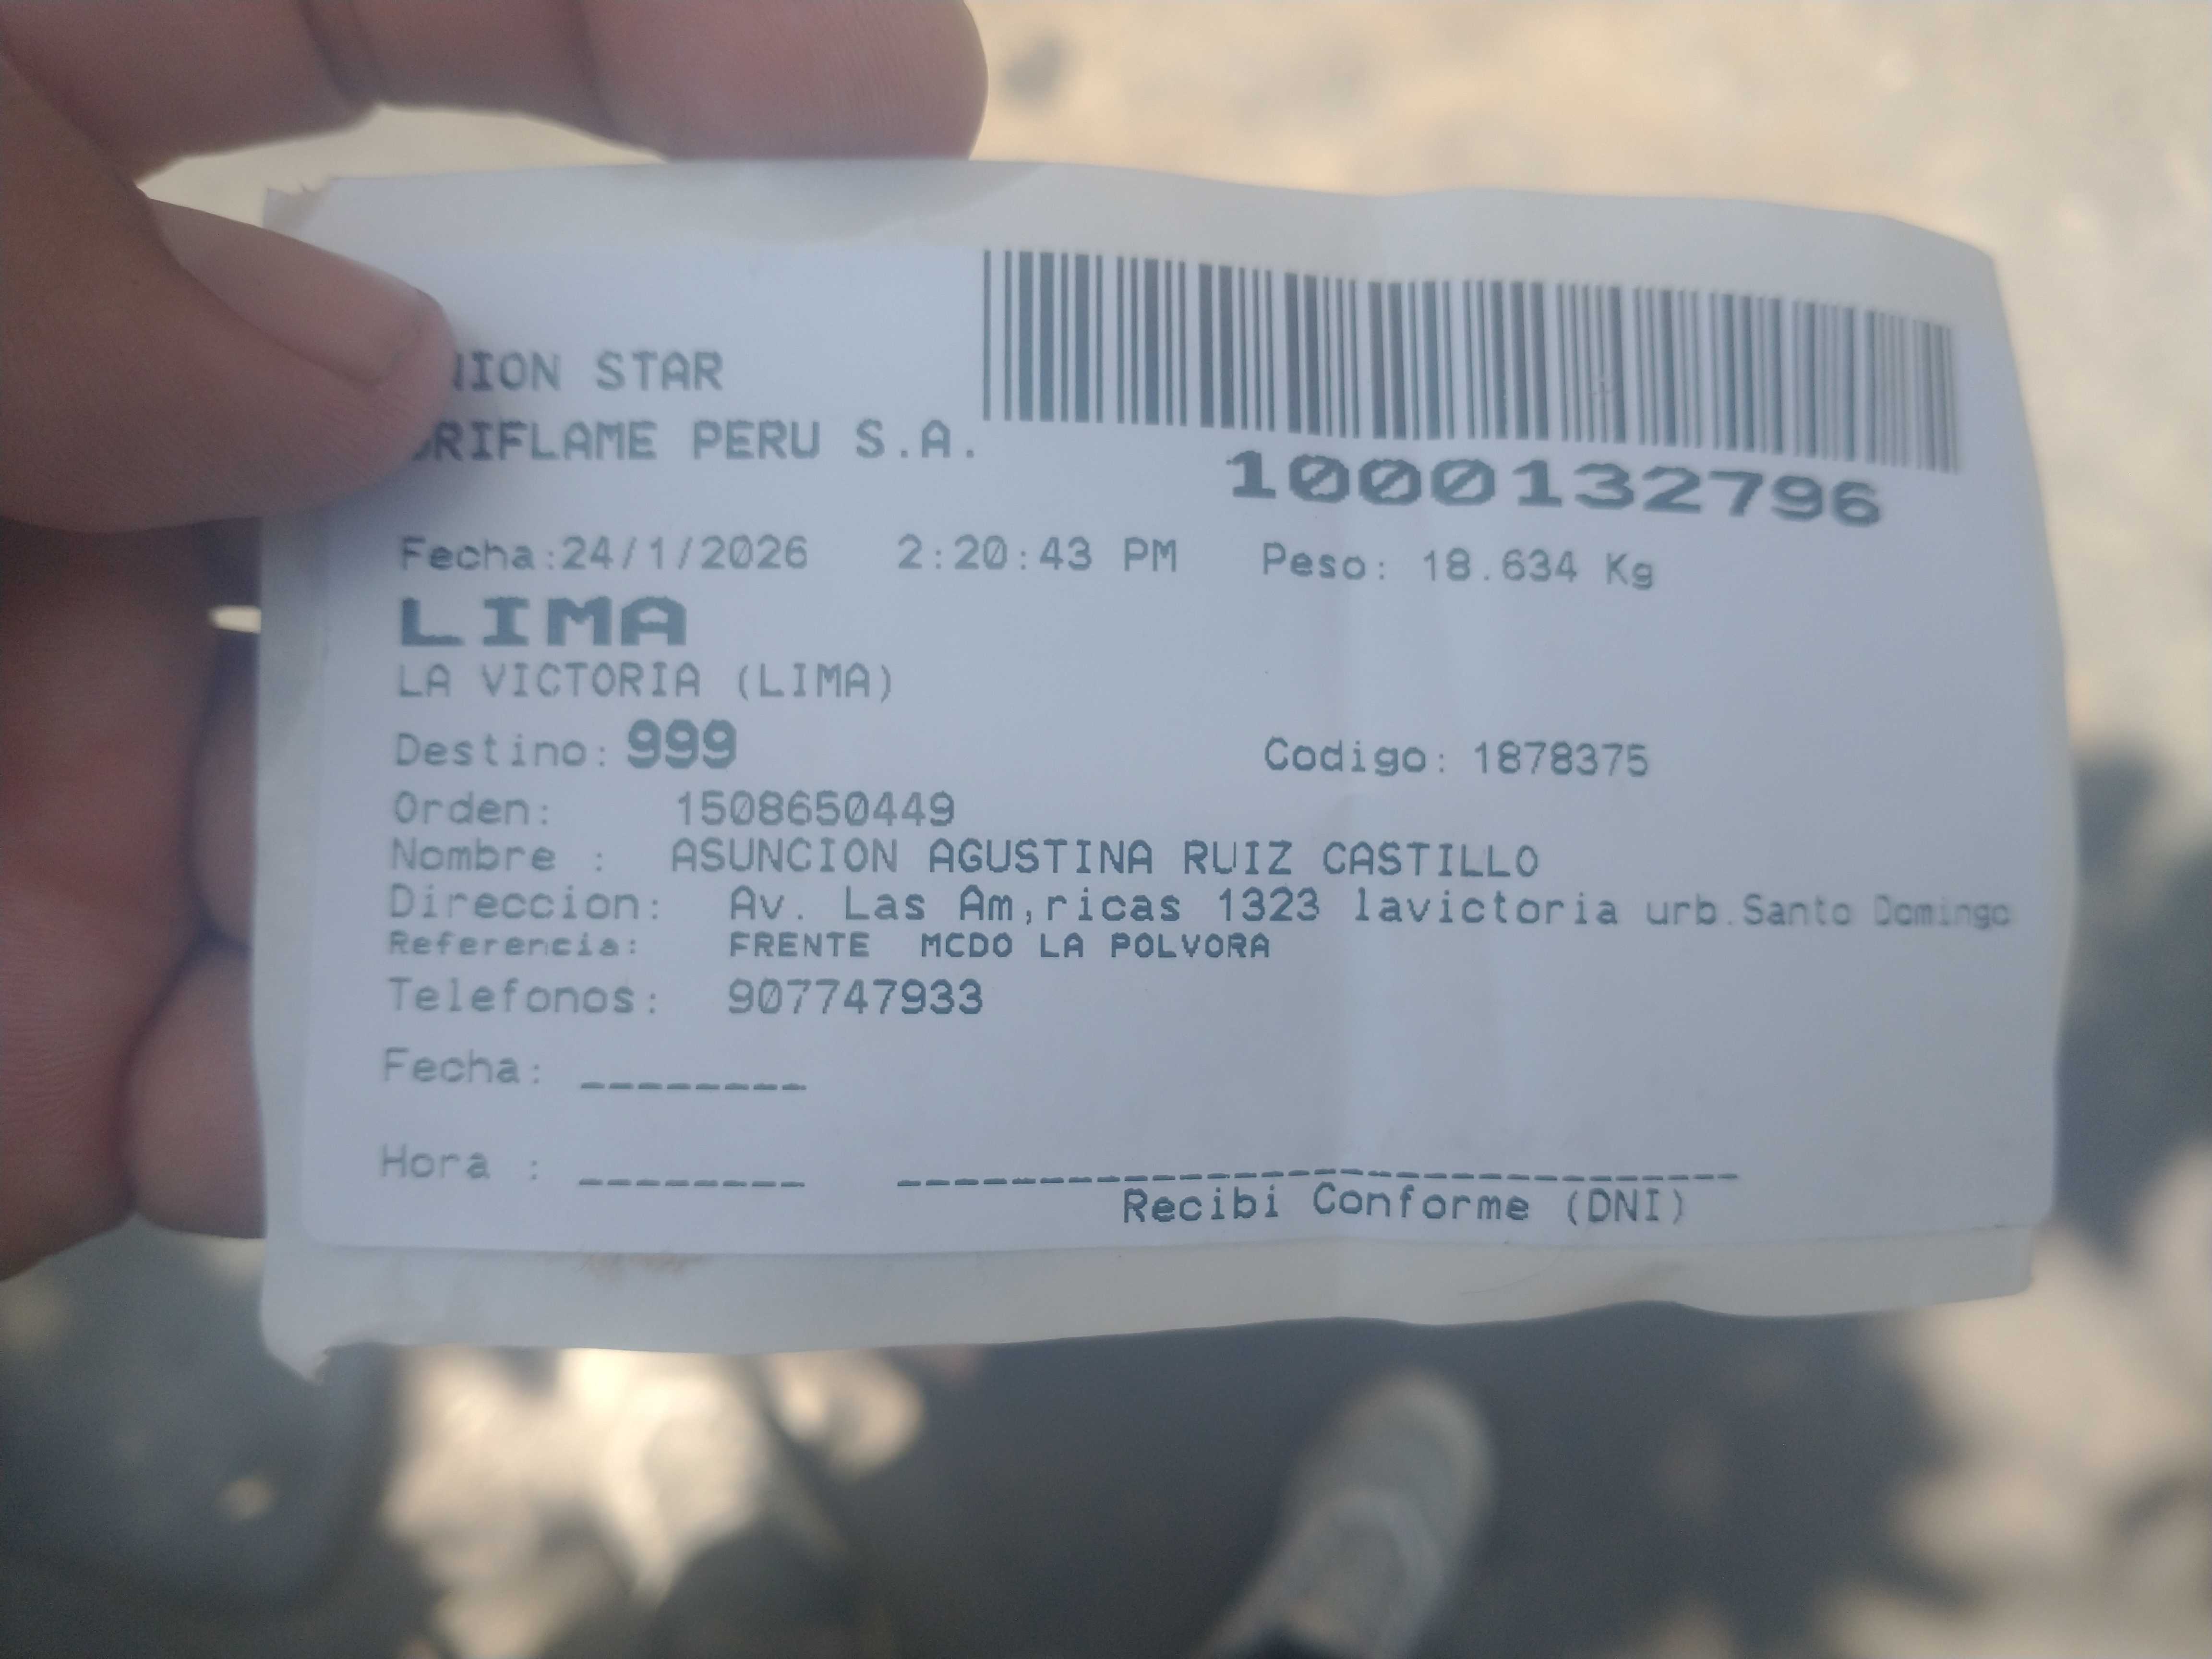 NION STAR
ORIFLAME PERU S.A.
1000132796
Fecha:24/1/2026 2:20:43 PM Peso: 18.634 Kg
LIMA
LA VICTORIA (LIMA)
Destino: 999 Codigo: 1878375
Orden: 1508650449
Nombre : ASUNCION AGUSTINA RUIZ CASTILLO
Direccion: Av. Las Am,ricas 1323 lavictoria urb.Santo Domingo
Referencia: FRENTE MCDO LA POLVORA
Telefonos: 907747933
Fecha: ________
Hora : ________ ______________________________
Recibi Conforme (DNI)